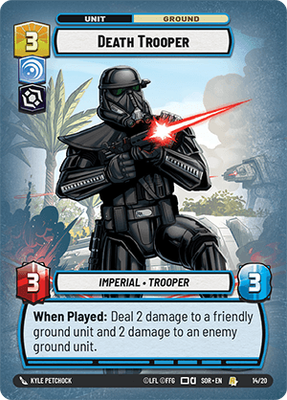 UNIT GROUND
3 DEATH TROOPER
3 IMPERIAL • TROOPER 3
When Played: Deal 2 damage to a friendly
ground unit and 2 damage to an enemy
ground unit.
KYLE PETCHOCK ©LFL ©FFG SOR • EN 14/20